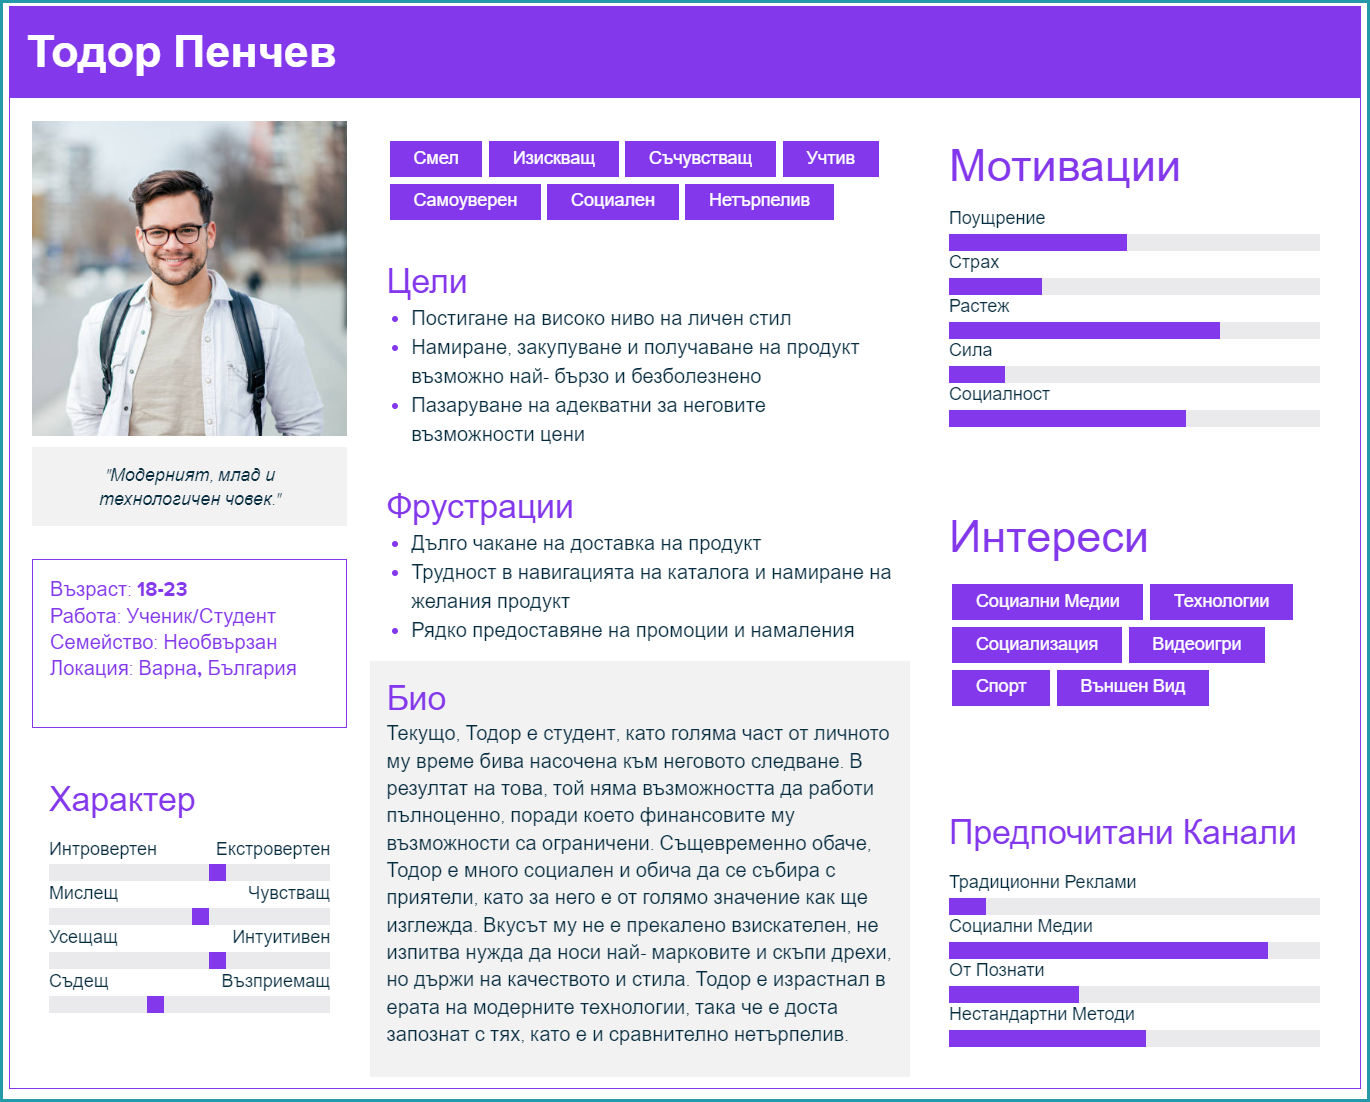 Тодор Пенчев
"Модерният, млад и
технологичен човек."
Възраст: 18-23
Работа: Ученик/Студент
Семейство: Необвързан
Локация: Варна, България
Характер
Интровертен Екстровертен
Мислещ Чувстващ
Усещащ Интуитивен
Съдещ Възприемащ
Смел Изискващ Съчувстващ Учтив
Самоуверен Социален Нетърпелив
Цели
• Постигане на високо ниво на личен стил
• Намиране, закупуване и получаване на продукт
възможно най- бързо и безболезнено
• Пазаруване на адекватни за неговите
възможности цени
Фрустрации
• Дълго чакане на доставка на продукт
• Трудност в навигацията на каталога и намиране на
желания продукт
• Рядко предоставяне на промоции и намаления
Био
Текущо, Тодор е студент, като голяма част от личното
му време бива насочена към неговото следване. В
резултат на това, той няма възможността да работи
пълноценно, поради което финансовите му
възможности са ограничени. Същевременно обаче,
Тодор е много социален и обича да се събира с
приятели, като за него е от голямо значение как ще
изглежда. Вкусът му не е прекалено взискателен, не
изпитва нужда да носи най- марковите и скъпи дрехи,
но държи на качеството и стила. Тодор е израстнал в
ерата на модерните технологии, така че е доста
запознат с тях, като е и сравнително нетърпелив.
Мотивации
Поущрение
Страх
Растеж
Сила
Социалност
Интереси
Социални Медии Технологии
Социализация Видеоигри
Спорт Външен Вид
Предпочитани Канали
Традиционни Реклами
Социални Медии
От Познати
Нестандартни Методи